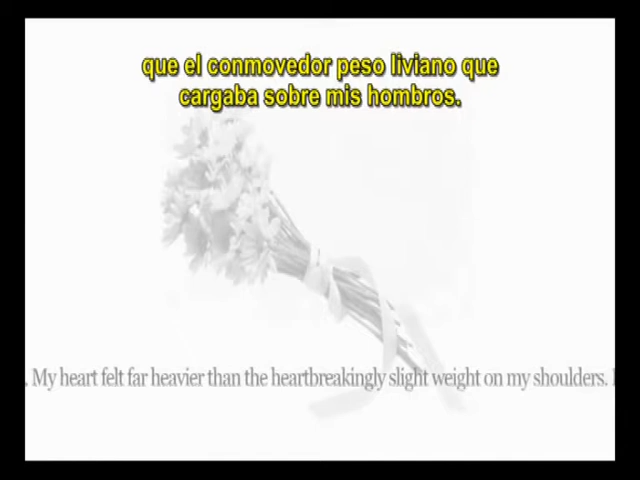 que el conmovedor peso liviano que
cargaba sobre mis hombros.
. My heart felt far heavier than the heartbreakingly slight weight on my shoulders.